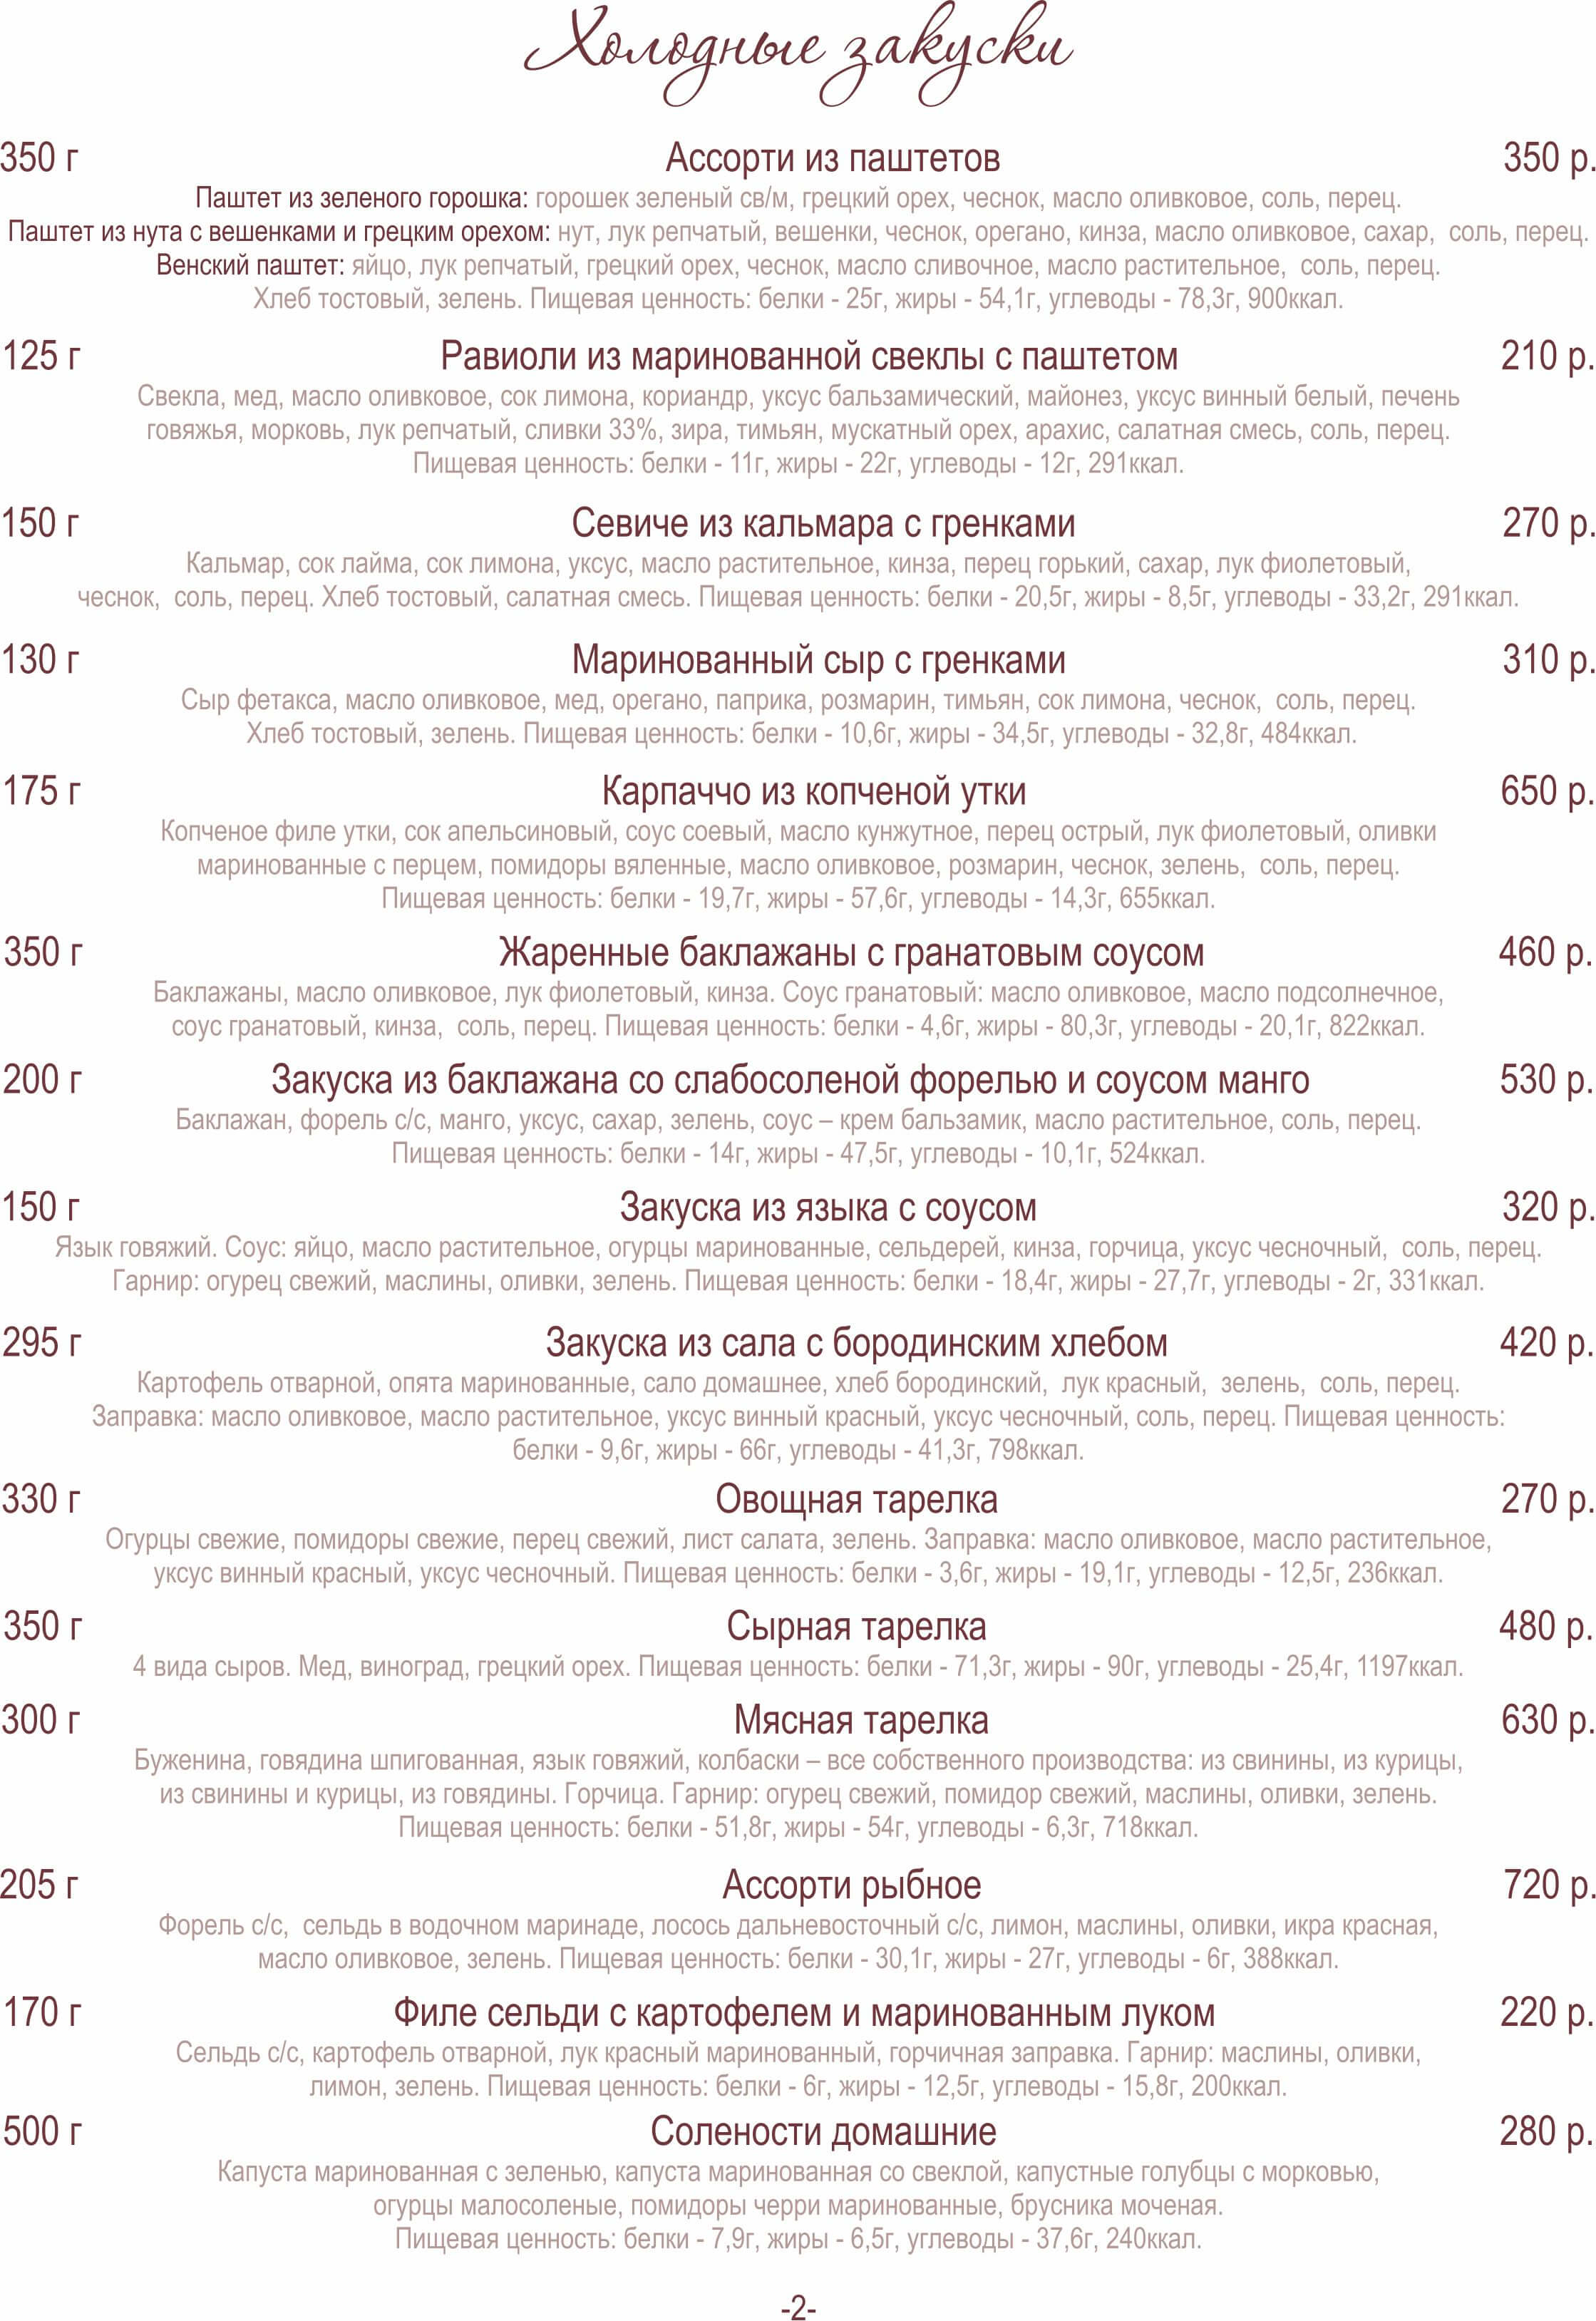 Холодные закуски
350 г Ассорти из паштетов 350 р.
Паштет из зеленого горошка: горошек зеленый св/м, грецкий орех, чеснок, масло оливковое, соль, перец.
Паштет из нута с вешенками и грецким орехом: нут, лук репчатый, вешенки, чеснок, орегано, кинза, масло оливковое, сахар, соль, перец.
Венский паштет: яйцо, лук репчатый, грецкий орех, чеснок, масло сливочное, масло растительное, соль, перец.
Хлеб тостовый, зелень. Пищевая ценность: белки - 25г, жиры - 54,1г, углеводы - 78,3г, 900ккал.
125 г Равиоли из маринованной свеклы с паштетом 210 р.
Свекла, мед, масло оливковое, сок лимона, кориандр, уксус бальзамический, майонез, уксус винный белый, печень
говяжья, морковь, лук репчатый, сливки 33%, зира, тимьян, мускатный орех, арахис, салатная смесь, соль, перец.
Пищевая ценность: белки - 11г, жиры - 22г, углеводы - 12г, 291ккал.
150 г Севиче из кальмара с гренками 270 р.
Кальмар, сок лайма, сок лимона, уксус, масло растительное, кинза, перец горький, сахар, лук фиолетовый,
чеснок, соль, перец. Хлеб тостовый, салатная смесь. Пищевая ценность: белки - 20,5г, жиры - 8,5г, углеводы - 33,2г, 291ккал.
130 г Маринованный сыр с гренками 310 р.
Сыр фетакса, масло оливковое, мед, орегано, паприка, розмарин, тимьян, сок лимона, чеснок, соль, перец.
Хлеб тостовый, зелень. Пищевая ценность: белки - 10,6г, жиры - 34,5г, углеводы - 32,8г, 484ккал.
175 г Карпаччо из копченой утки 650 р.
Копченое филе утки, сок апельсиновый, соус соевый, масло кунжутное, перец острый, лук фиолетовый, оливки
маринованные с перцем, помидоры вяленные, масло оливковое, розмарин, чеснок, зелень, соль, перец.
Пищевая ценность: белки - 19,7г, жиры - 57,6г, углеводы - 14,3г, 655ккал.
350 г Жаренные баклажаны с гранатовым соусом 460 р.
Баклажаны, масло оливковое, лук фиолетовый, кинза. Соус гранатовый: масло оливковое, масло подсолнечное,
соус гранатовый, кинза, соль, перец. Пищевая ценность: белки - 4,6г, жиры - 80,3г, углеводы - 20,1г, 822ккал.
200 г Закуска из баклажана со слабосоленой форелью и соусом манго 530 р.
Баклажан, форель с/с, манго, уксус, сахар, зелень, соус – крем бальзамик, масло растительное, соль, перец.
Пищевая ценность: белки - 14г, жиры - 47,5г, углеводы - 10,1г, 524ккал.
150 г Закуска из языка с соусом 320 р.
Язык говяжий. Соус: яйцо, масло растительное, огурцы маринованные, сельдерей, кинза, горчица, уксус чесночный, соль, перец.
Гарнир: огурец свежий, маслины, оливки, зелень. Пищевая ценность: белки - 18,4г, жиры - 27,7г, углеводы - 2г, 331ккал.
295 г Закуска из сала с бородинским хлебом 420 р.
Картофель отварной, опята маринованные, сало домашнее, хлеб бородинский, лук красный, зелень, соль, перец.
Заправка: масло оливковое, масло растительное, уксус винный красный, уксус чесночный, соль, перец. Пищевая ценность:
белки - 9,6г, жиры - 66г, углеводы - 41,3г, 798ккал.
330 г Овощная тарелка 270 р.
Огурцы свежие, помидоры свежие, перец свежий, лист салата, зелень. Заправка: масло оливковое, масло растительное,
уксус винный красный, уксус чесночный. Пищевая ценность: белки - 3,6г, жиры - 19,1г, углеводы - 12,5г, 236ккал.
350 г Сырная тарелка 480 р.
4 вида сыров. Мед, виноград, грецкий орех. Пищевая ценность: белки - 71,3г, жиры - 90г, углеводы - 25,4г, 1197ккал.
300 г Мясная тарелка 630 р.
Буженина, говядина шпигованная, язык говяжий, колбаски – все собственного производства: из свинины, из курицы,
из свинины и курицы, из говядины. Горчица. Гарнир: огурец свежий, помидор свежий, маслины, оливки, зелень.
Пищевая ценность: белки - 51,8г, жиры - 54г, углеводы - 6,3г, 718ккал.
205 г Ассорти рыбное 720 р.
Форель с/с, сельдь в водочном маринаде, лосось дальневосточный с/с, лимон, маслины, оливки, икра красная,
масло оливковое, зелень. Пищевая ценность: белки - 30,1г, жиры - 27г, углеводы - 6г, 388ккал.
170 г Филе сельди с картофелем и маринованным луком 220 р.
Сельдь с/с, картофель отварной, лук красный маринованный, горчичная заправка. Гарнир: маслины, оливки,
лимон, зелень. Пищевая ценность: белки - 6г, жиры - 12,5г, углеводы - 15,8г, 200ккал.
500 г Солености домашние 280 р.
Капуста маринованная с зеленью, капуста маринованная со свеклой, капустные голубцы с морковью,
огурцы малосоленые, помидоры черри маринованные, брусника моченая.
Пищевая ценность: белки - 7,9г, жиры - 6,5г, углеводы - 37,6г, 240ккал.
-2-